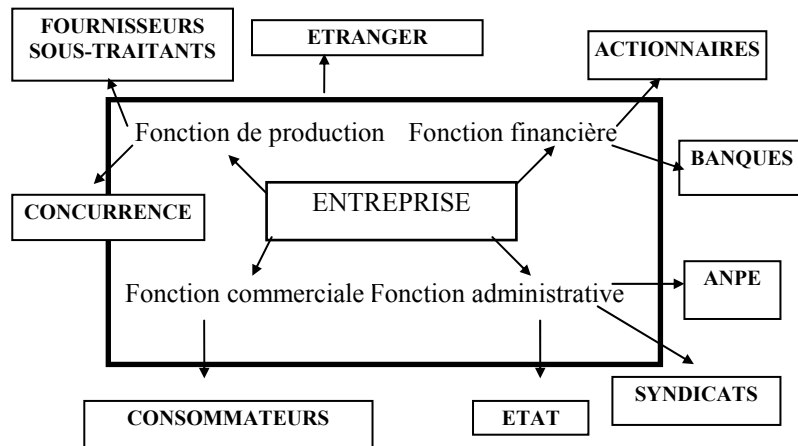 FOURNISSEURS
SOUS-TRAITANTS
ETRANGER
ACTIONNAIRES
Fonction de production Fonction financière
BANQUES
CONCURRENCE
ENTREPRISE
ANPE
Fonction commerciale Fonction administrative
SYNDICATS
CONSOMMATEURS
ETAT